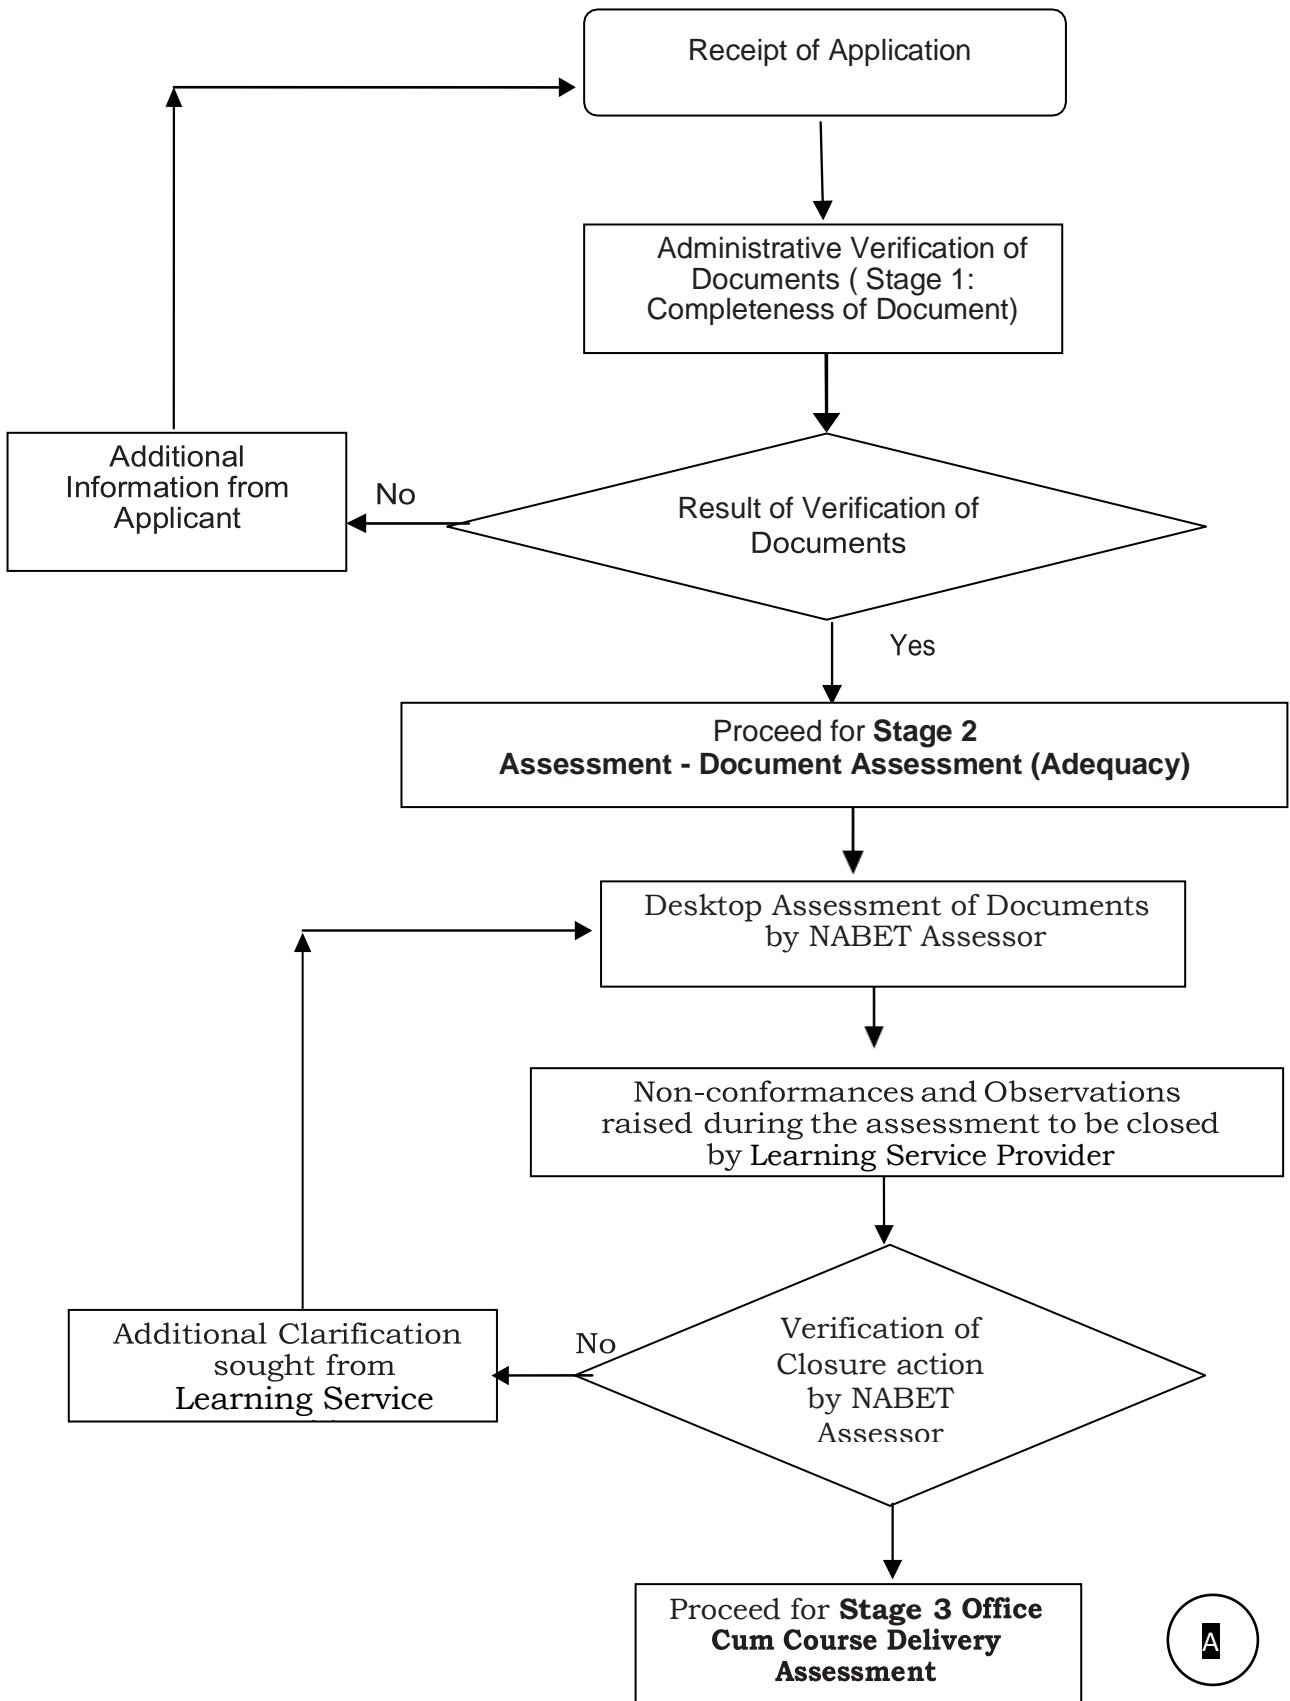 Receipt of Application
Administrative Verification of
Documents ( Stage 1:
Completeness of Document)
Additional
Information from
Applicant
No
Result of Verification of
Documents
Yes
Proceed for Stage 2
Assessment - Document Assessment (Adequacy)
Desktop Assessment of Documents
by NABET Assessor
Non-conformances and Observations
raised during the assessment to be closed
by Learning Service Provider
Additional Clarification
sought from
Learning Service
No
Verification of
Closure action
by NABET
Assessor
Proceed for Stage 3 Office
Cum Course Delivery
Assessment
A